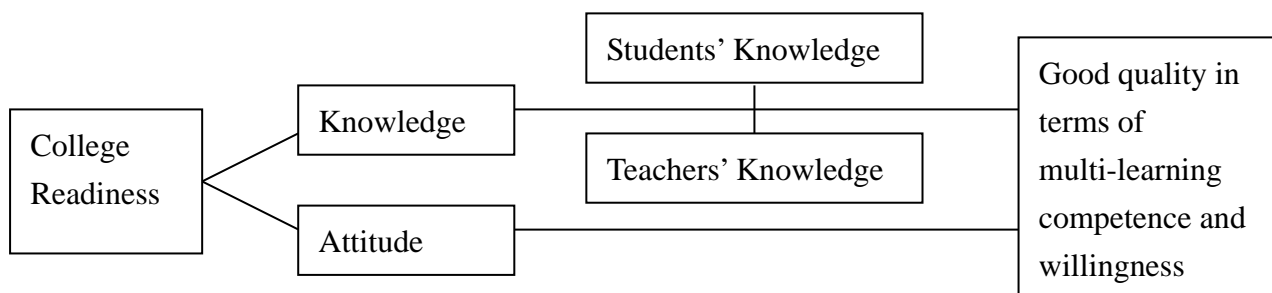 College
Readiness
Knowledge
Attitude
Students’ Knowledge
Teachers’ Knowledge
Good quality in
terms of
multi-learning
competence and
willingness